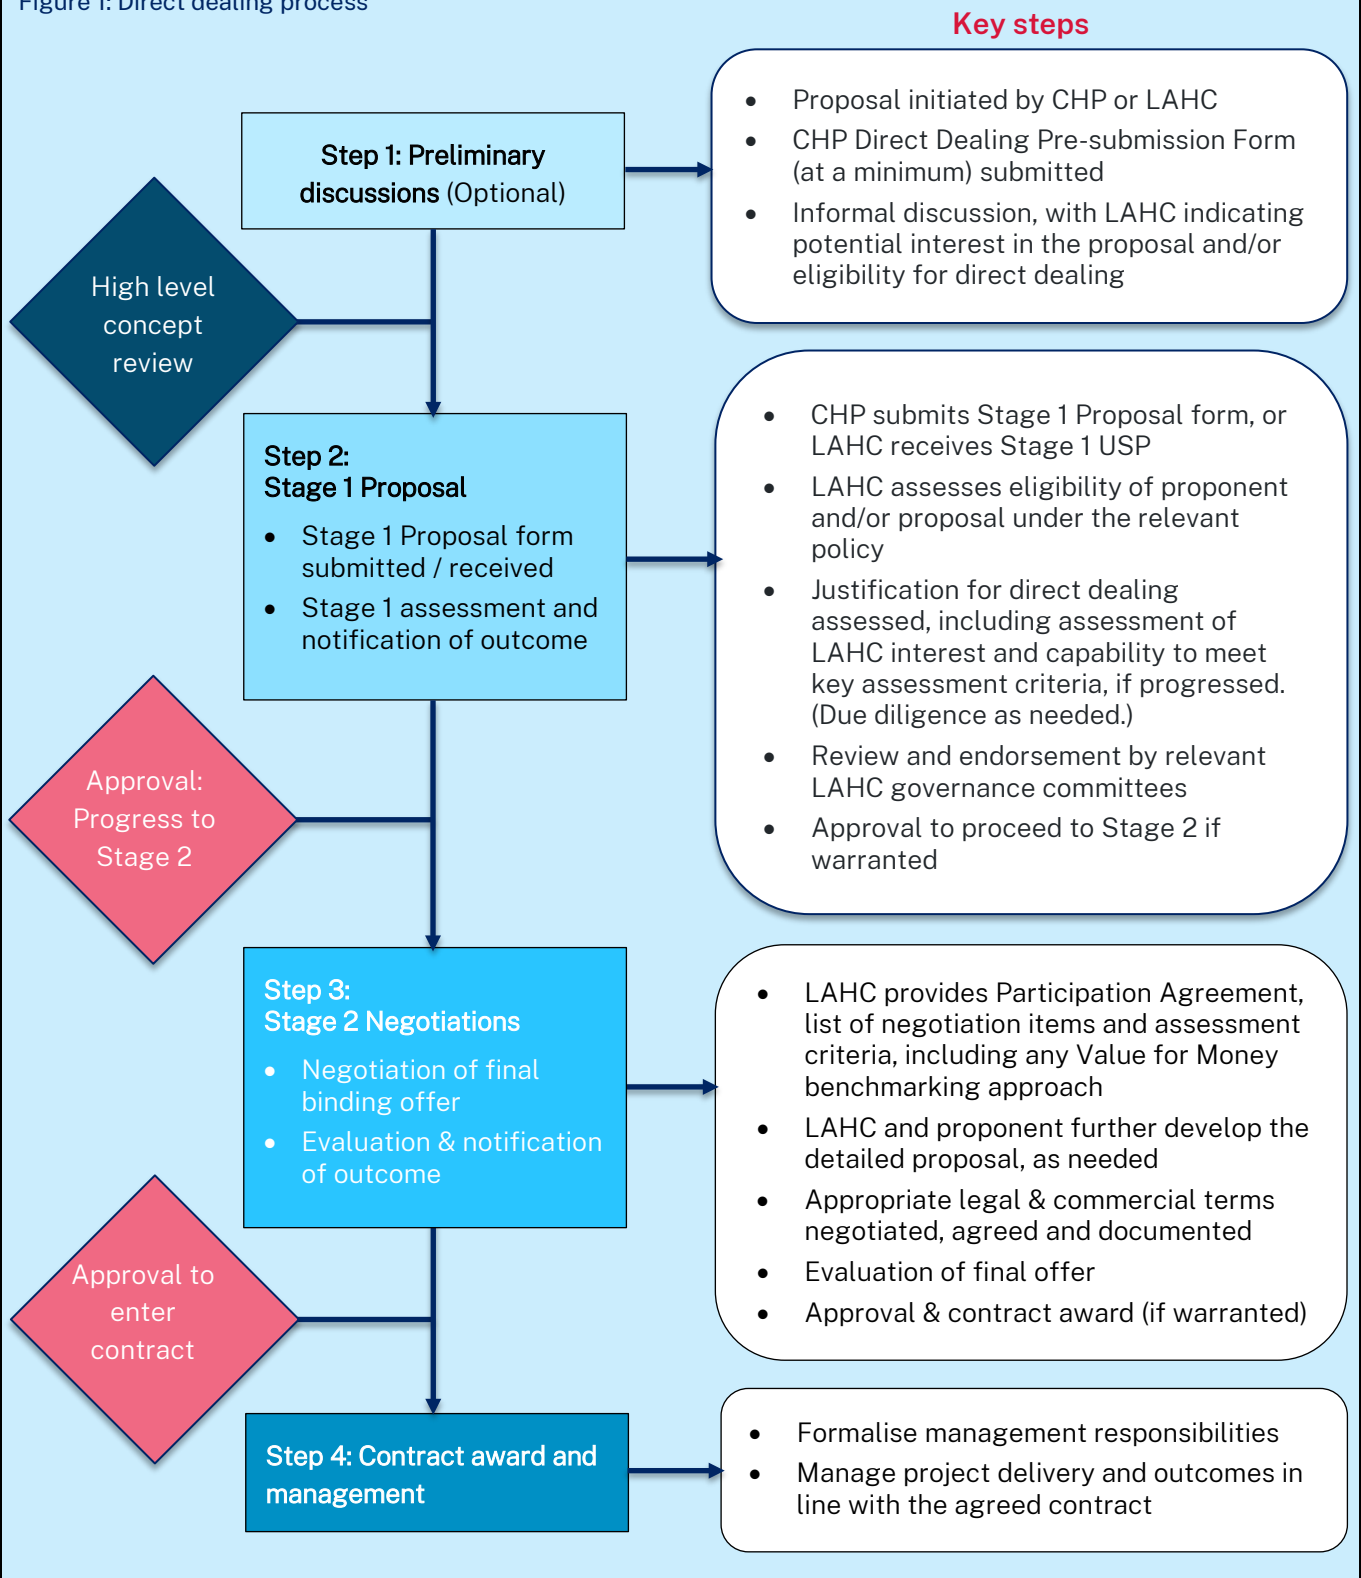 Figure 1: Direct dealing process
Key steps
Step 1: Preliminary
discussions (Optional)
• Proposal initiated by CHP or LAHC
• CHP Direct Dealing Pre-submission Form
(at a minimum) submitted
• Informal discussion, with LAHC indicating
potential interest in the proposal and/or
eligibility for direct dealing
High level
concept
review
Step 2:
Stage 1 Proposal
• Stage 1 Proposal form
submitted / received
• Stage 1 assessment and
notification of outcome
• CHP submits Stage 1 Proposal form, or
LAHC receives Stage 1 USP
• LAHC assesses eligibility of proponent
and/or proposal under the relevant
policy
• Justification for direct dealing
assessed, including assessment of
LAHC interest and capability to meet
key assessment criteria, if progressed.
(Due diligence as needed.)
• Review and endorsement by relevant
LAHC governance committees
• Approval to proceed to Stage 2 if
warranted
Approval:
Progress to
Stage 2
Step 3:
Stage 2 Negotiations
• Negotiation of final
binding offer
• Evaluation & notification
of outcome
• LAHC provides Participation Agreement,
list of negotiation items and assessment
criteria, including any Value for Money
benchmarking approach
• LAHC and proponent further develop the
detailed proposal, as needed
• Appropriate legal & commercial terms
negotiated, agreed and documented
• Evaluation of final offer
• Approval & contract award (if warranted)
Approval to
enter
contract
Step 4: Contract award and
management
• Formalise management responsibilities
• Manage project delivery and outcomes in
line with the agreed contract